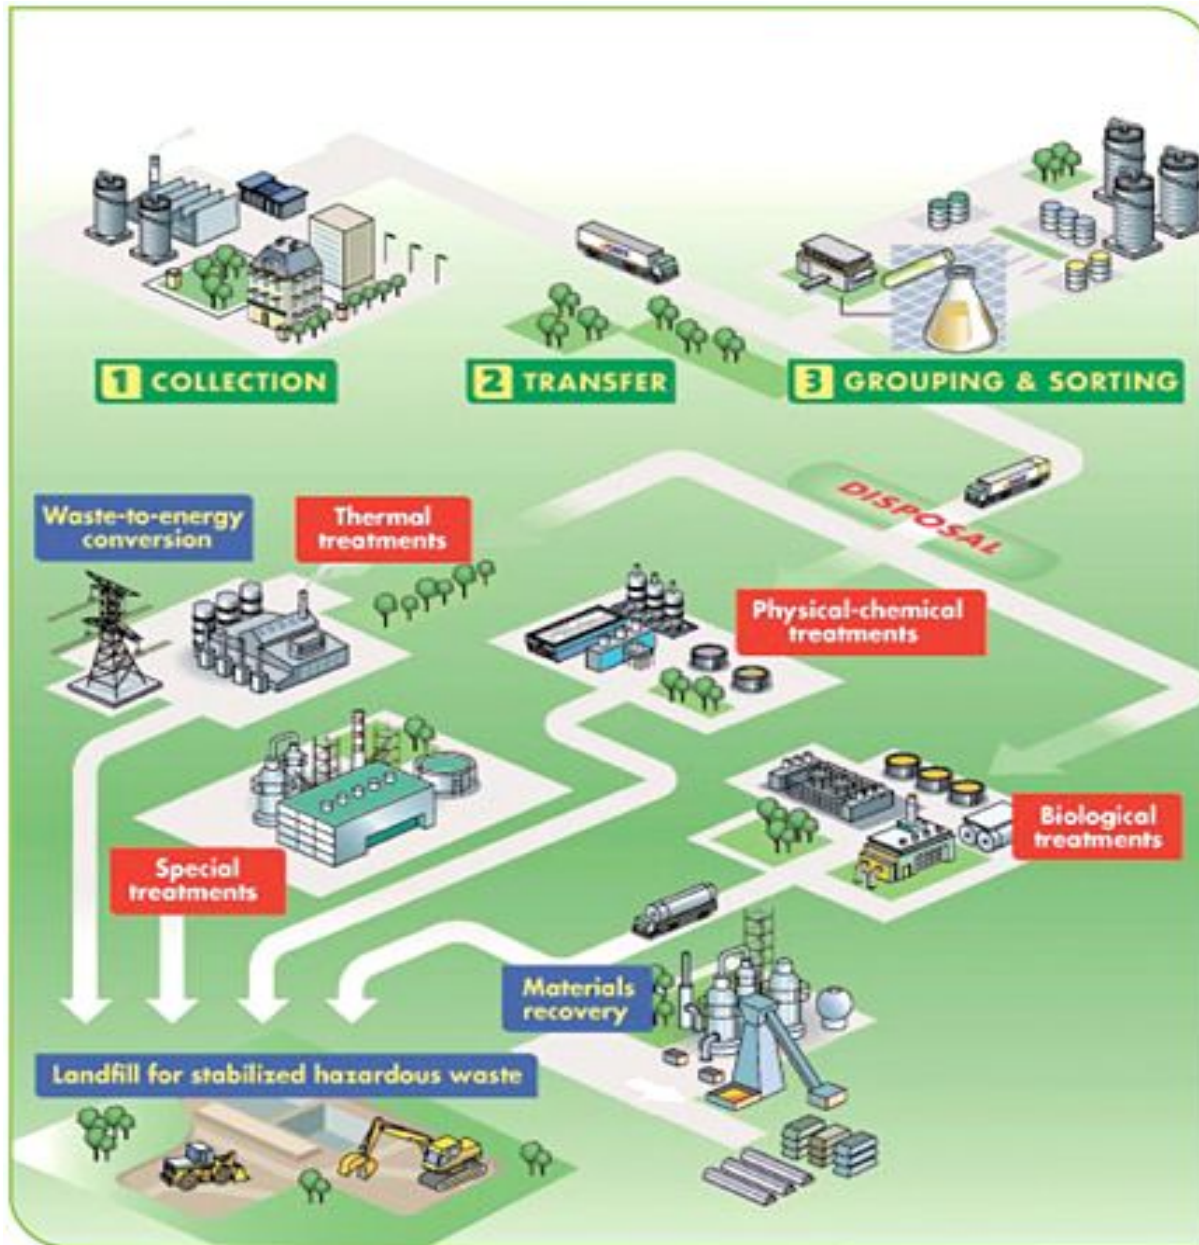 1 COLLECTION
2 TRANSFER
3 GROUPING & SORTING
DISPOSAL
Waste-to-energy
conversion
Thermal
treatments
Physical-chemical
treatments
Special
treatments
Biological
treatments
Materials
recovery
Landfill for stabilized hazardous waste